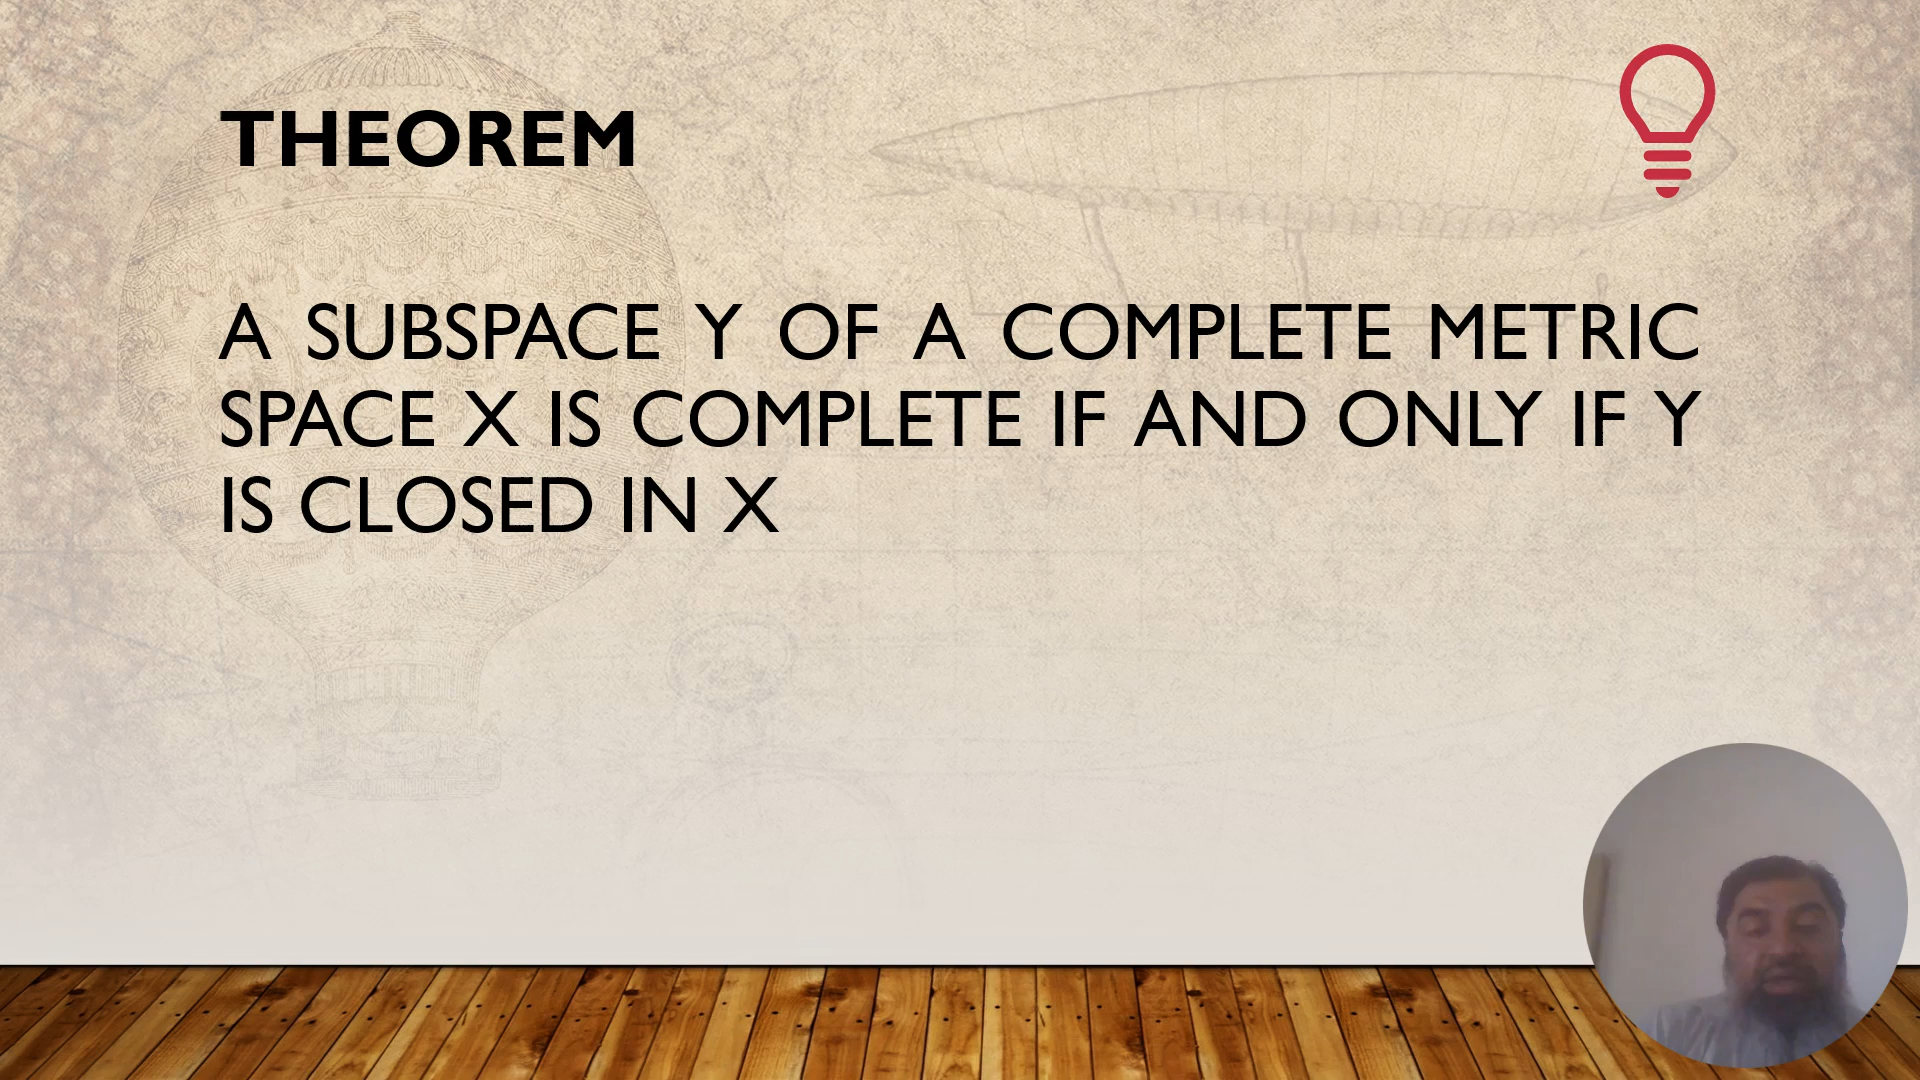 THEOREM
A SUBSPACE Y OF A COMPLETE METRIC
SPACE X IS COMPLETE IF AND ONLY IF Y
IS CLOSED IN X